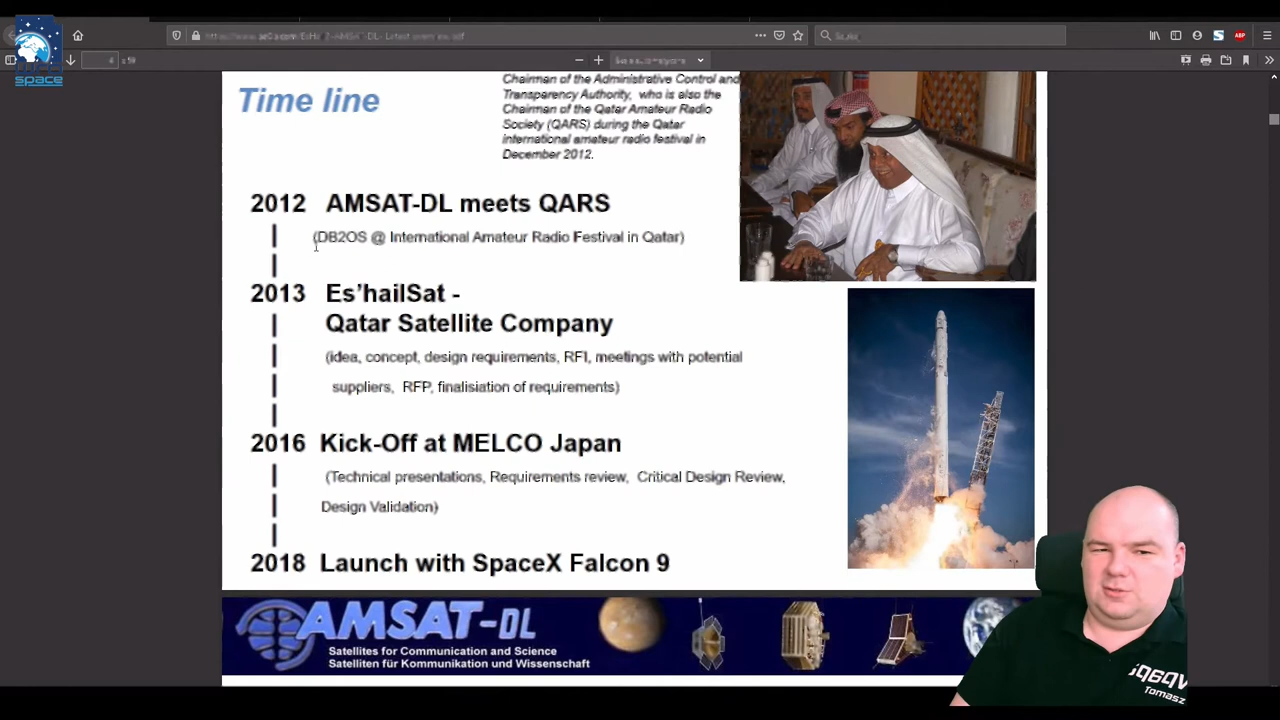 space
4
Time line
Chairman of the Administrative Control and
Transparency Authority, who is also the
Chairman of the Qatar Amateur Radio
Society (QARS) during the Qatar
international amateur radio festival in
December 2012.
2012 AMSAT-DL meets QARS
(DB2OS @ International Amateur Radio Festival in Qatar)
2013 Es'hailSat -
Qatar Satellite Company
(idea, concept, design requirements, RFI, meetings with potential
suppliers, RFP, finalisiation of requirements)
2016 Kick-Off at MELCO Japan
(Technical presentations, Requirements review, Critical Design Review,
Design Validation)
2018 Launch with SpaceX Falcon 9
AMSAT-DL
Satellites for Communication and Science
Satelliten für Kommunikation und Wissenschaft
Tomasz
ABP
S